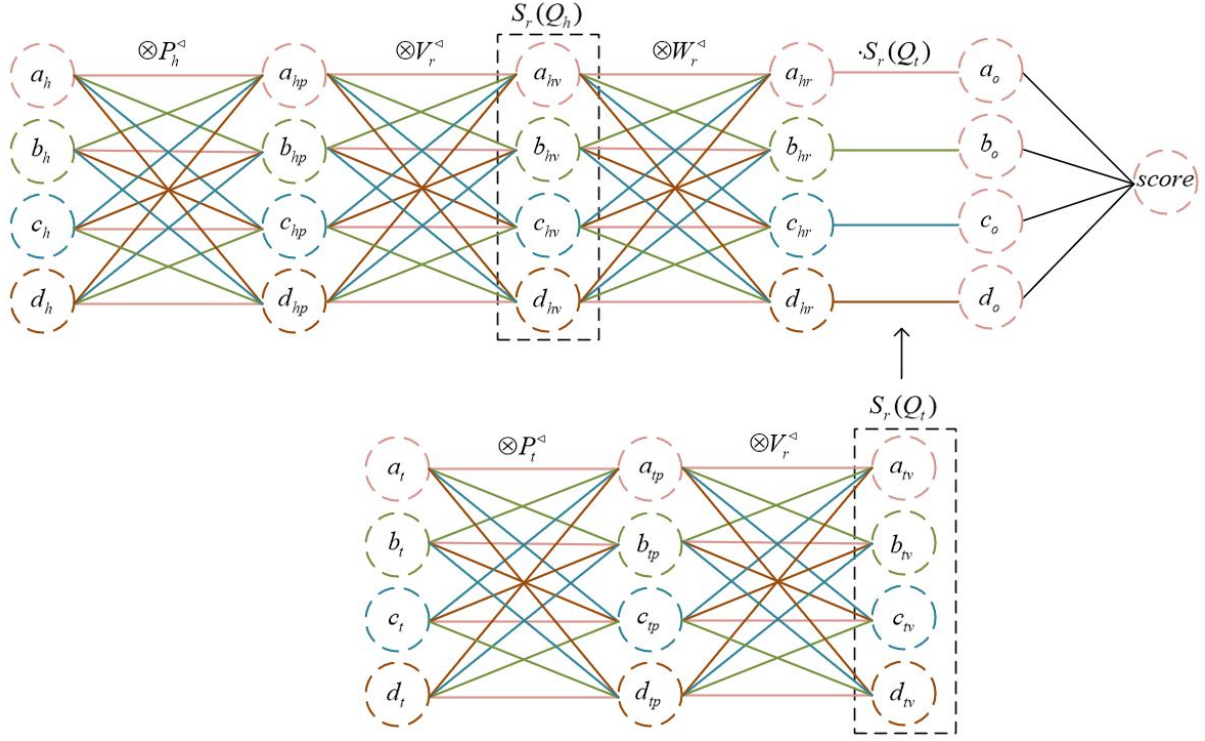 S_r(Q_h)
⊗P_h^◁ ⊗V_r^◁ ⊗W_r^◁ ·S_r(Q_t)
a_h a_hp a_hv a_hr a_o
b_h b_hp b_hv b_hr b_o
score
c_h c_hp c_hv c_hr c_o
d_h d_hp d_hv d_hr d_o
S_r(Q_t)
⊗P_t^◁ ⊗V_r^◁
a_t a_tp a_tv
b_t b_tp b_tv
c_t c_tp c_tv
d_t d_tp d_tv